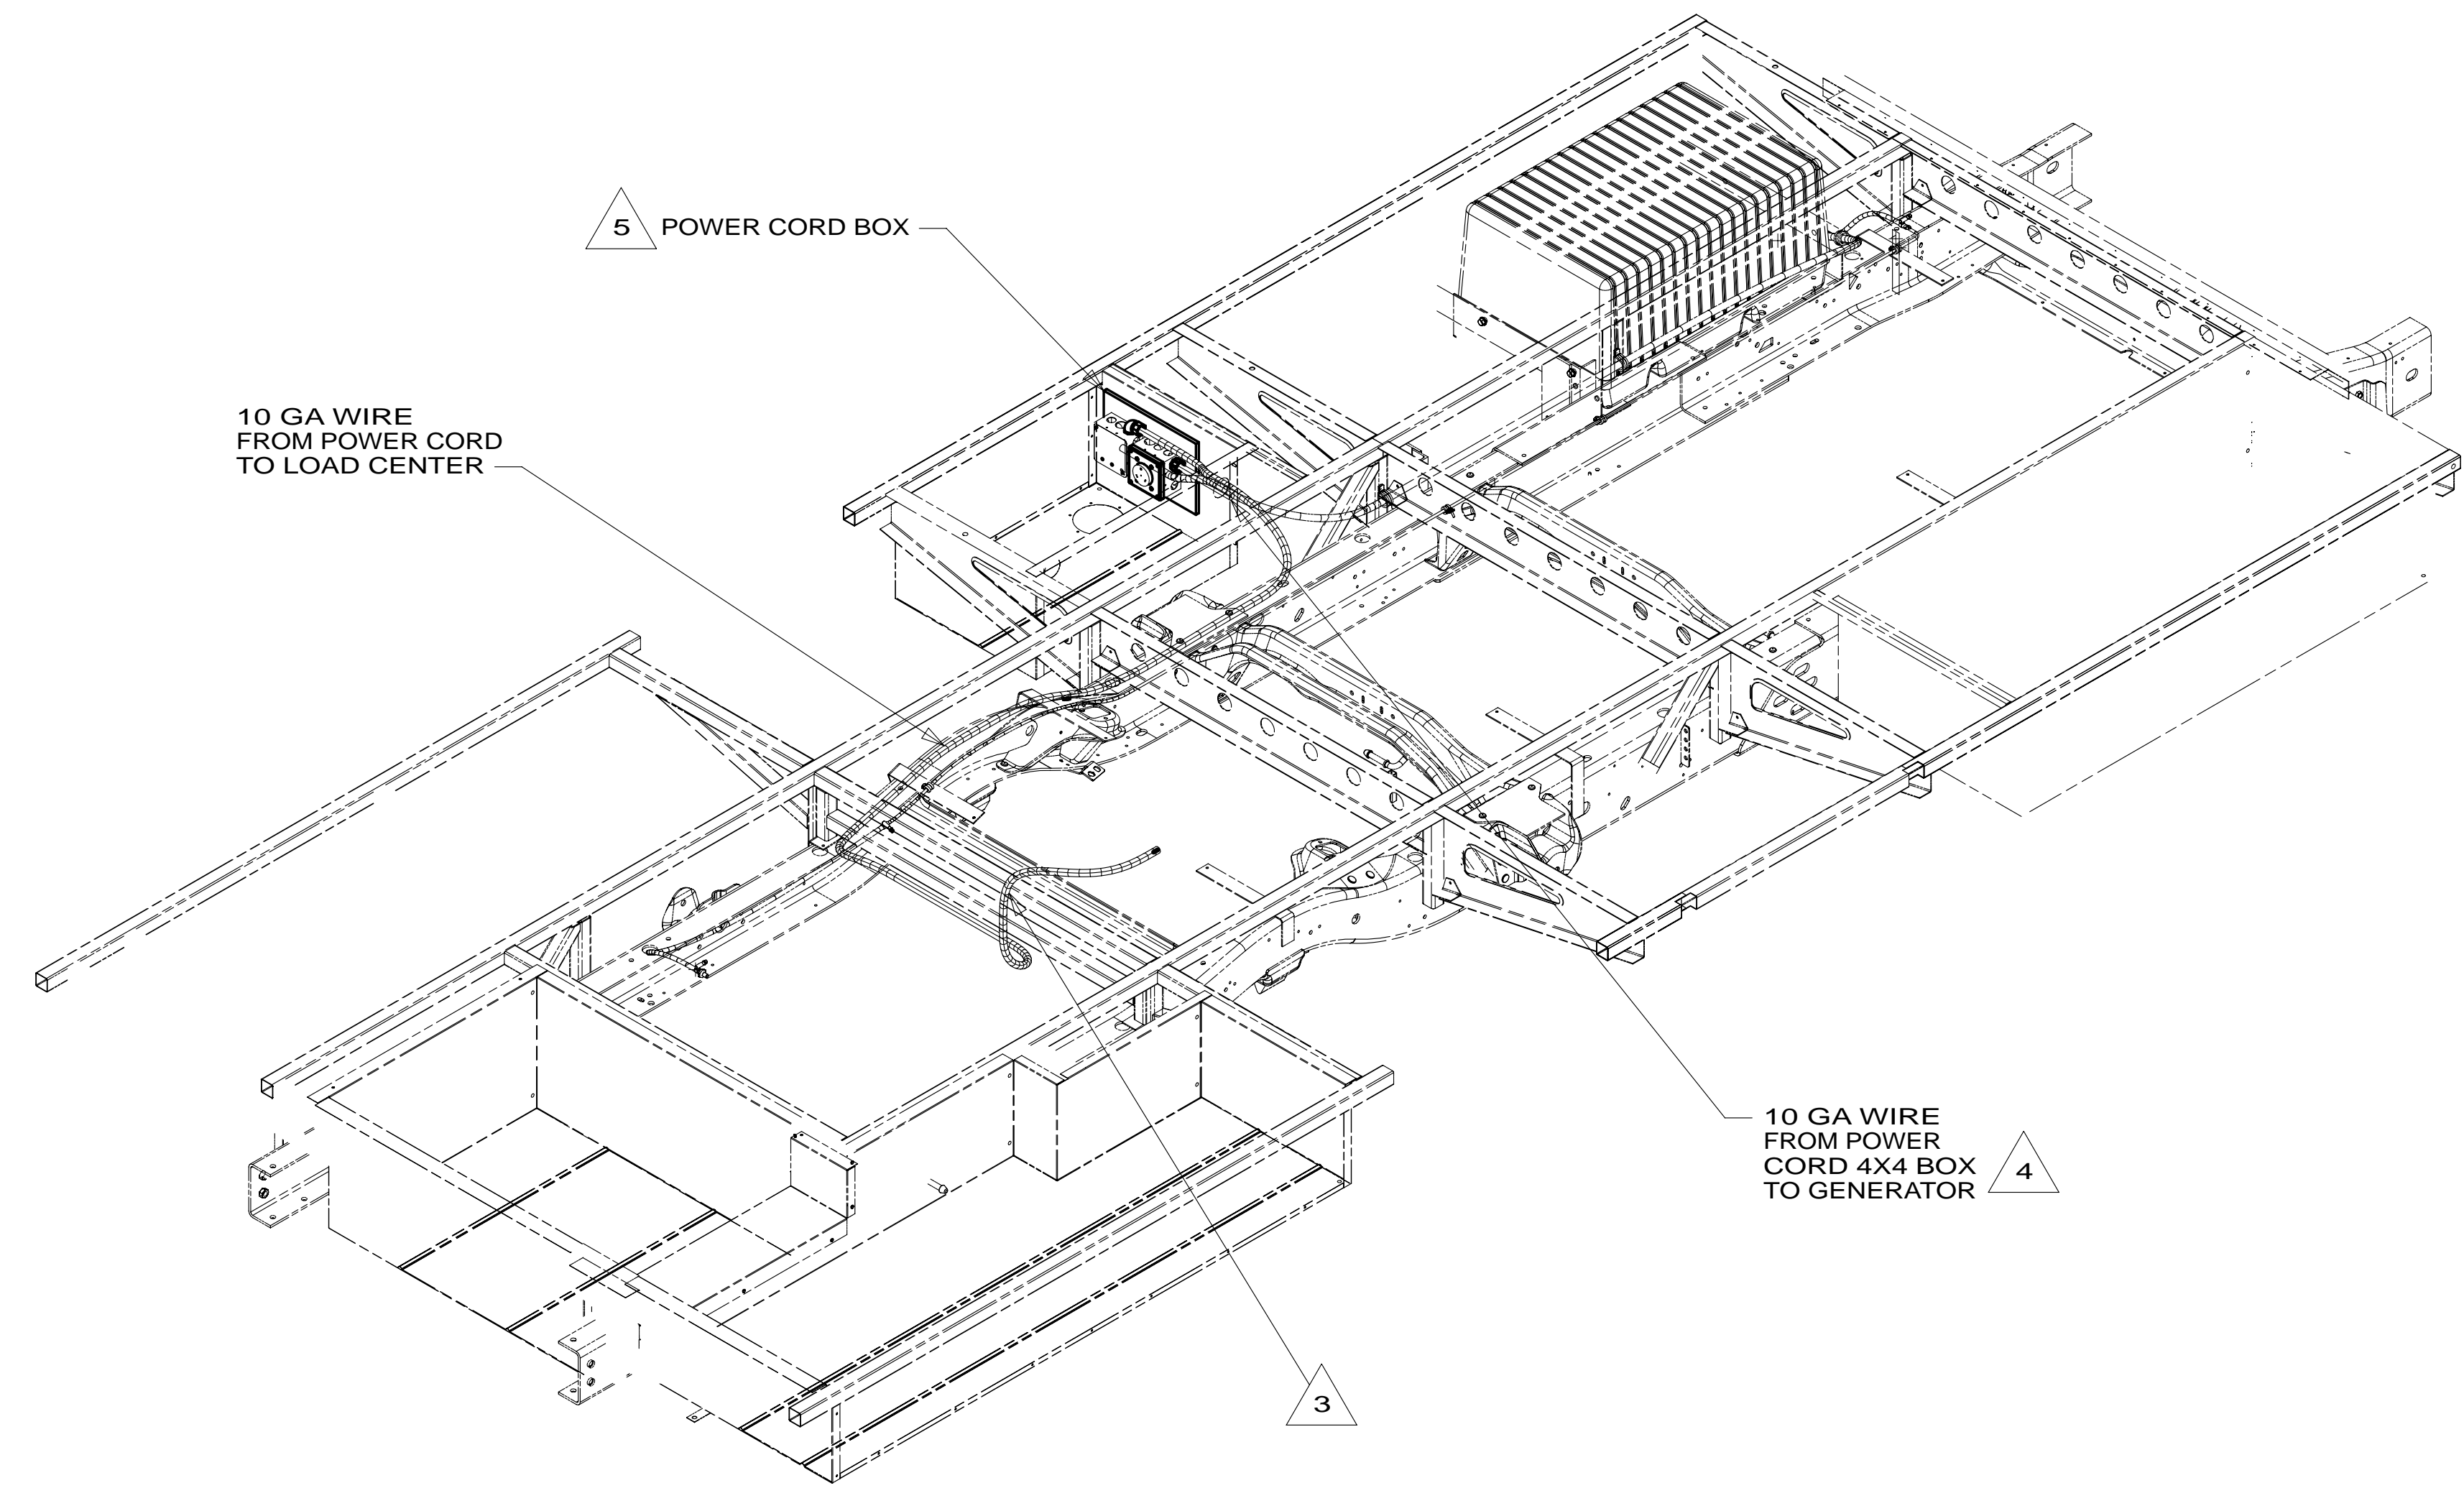 5 POWER CORD BOX
10 GA WIRE
FROM POWER CORD
TO LOAD CENTER
10 GA WIRE
FROM POWER
CORD 4X4 BOX
TO GENERATOR
4
3